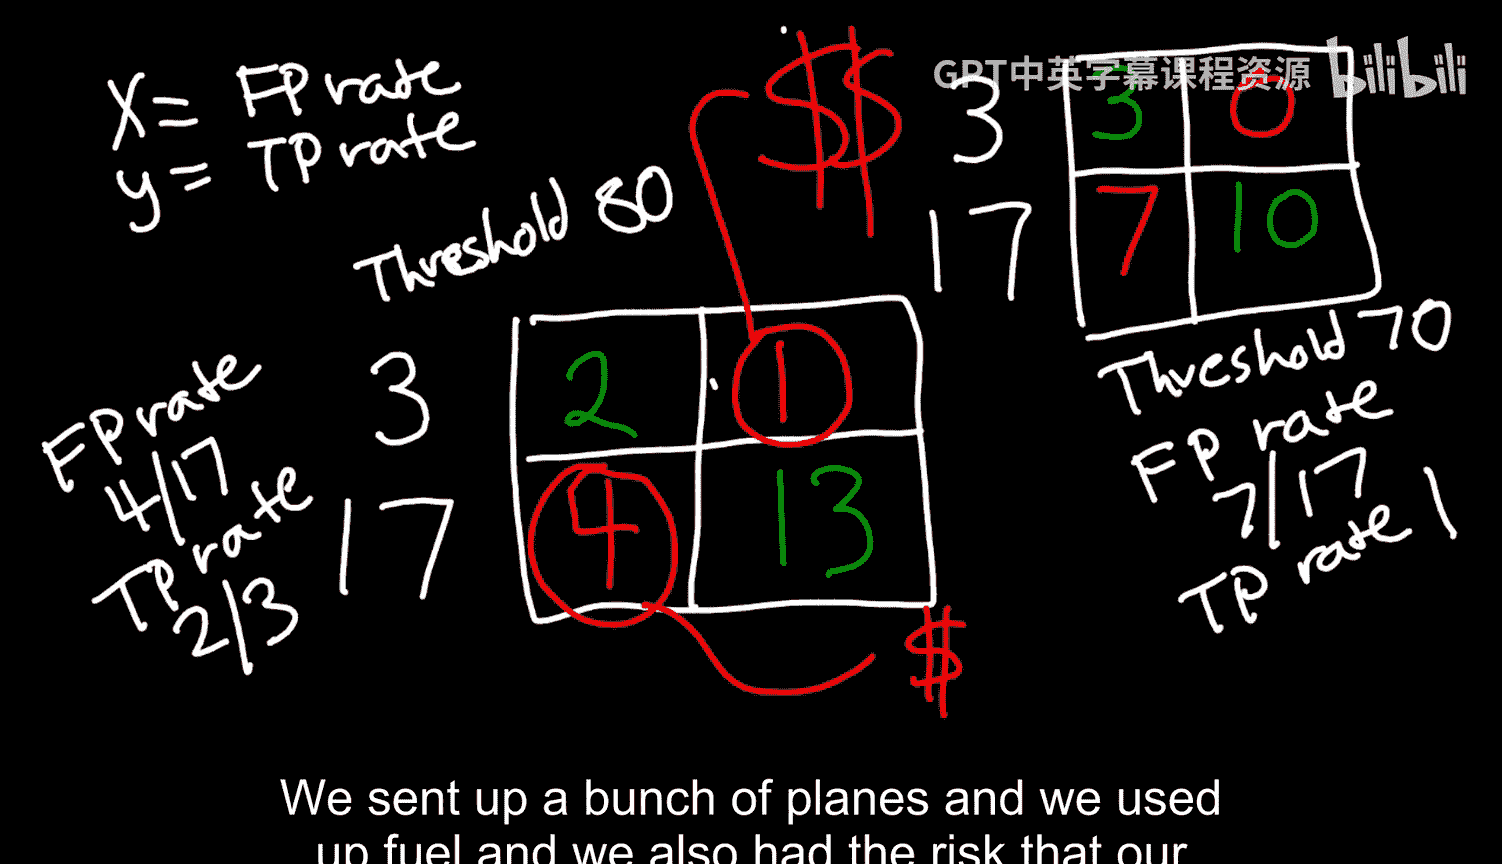 X = FP rate
y = TP rate
Threshold 80
$$
GPT中英字幕课程资源 bilibili
3 3 0
17 7 10
Threshold 70
FP rate
7/17
TP rate 1
3 2 1
17 4 13
FP rate
4/17
TP rate
2/3
$
We sent up a bunch of planes and we used
up fuel and we also had the risk that our